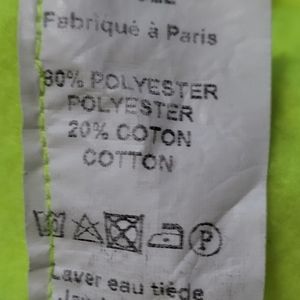 Fabriqué à Paris
80% POLYESTER
POLYESTER
20% COTON
COTTON
P
Laver eau tiède